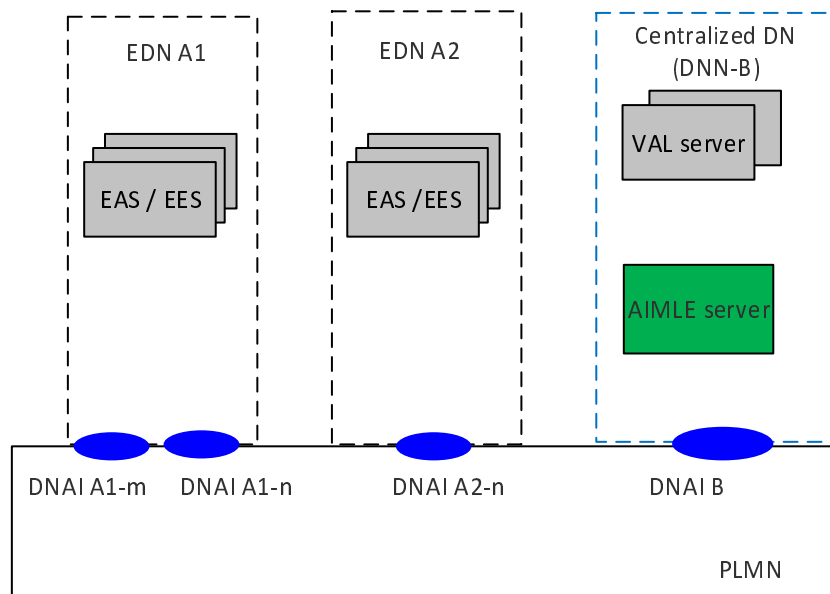 EDN A1
EDN A2
Centralized DN
(DNN-B)
VAL server
EAS / EES
EAS /EES
AIMLE server
DNAI A1-m
DNAI A1-n
DNAI A2-n
DNAI B
PLMN